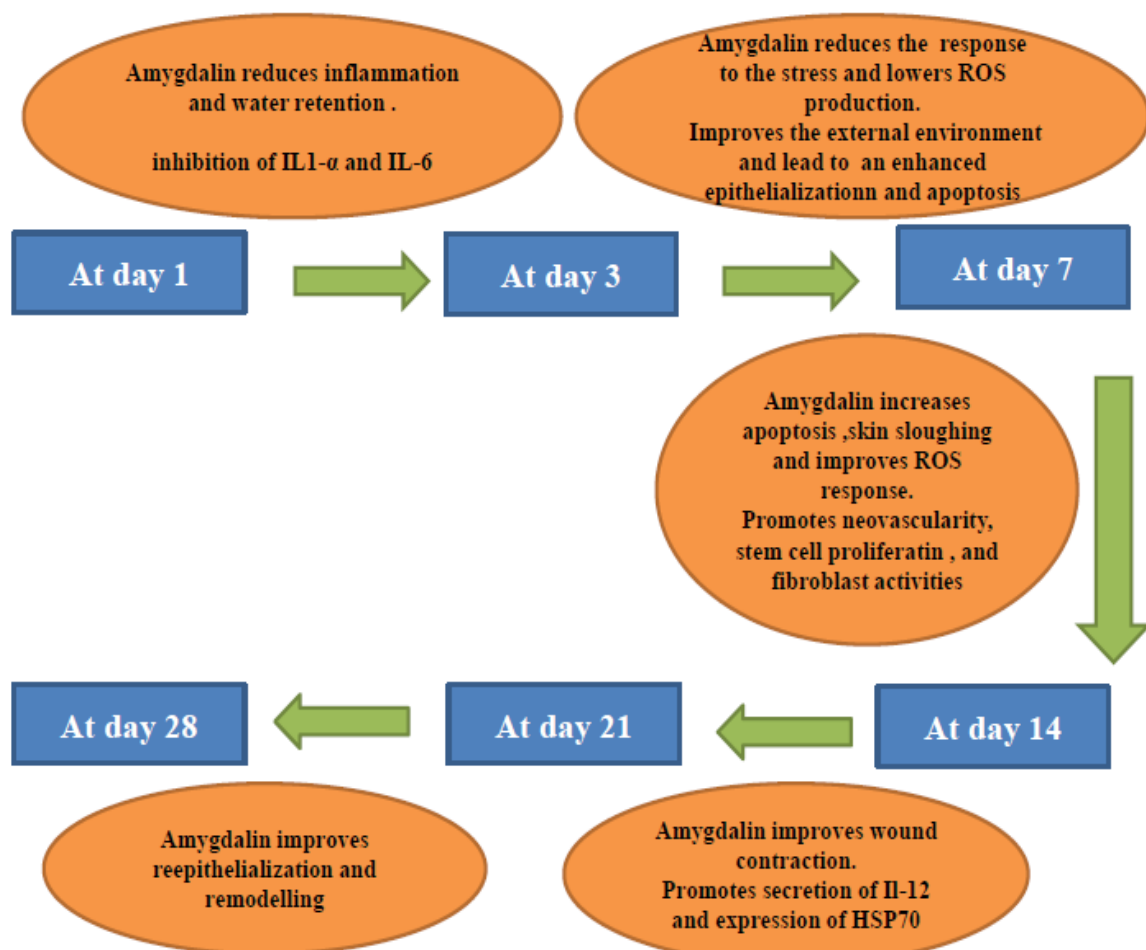 Amygdalin reduces inflammation
and water retention .
inhibition of IL1-α and IL-6
Amygdalin reduces the response
to the stress and lowers ROS
production.
Improves the external environment
and lead to an enhanced
epithelializationn and apoptosis
At day 1
At day 3
At day 7
Amygdalin increases
apoptosis ,skin sloughing
and improves ROS
response.
Promotes neovascularity,
stem cell proliferatin , and
fibroblast activities
At day 28
At day 21
At day 14
Amygdalin improves
reepithelialization and
remodelling
Amygdalin improves wound
contraction.
Promotes secretion of Il-12
and expression of HSP70